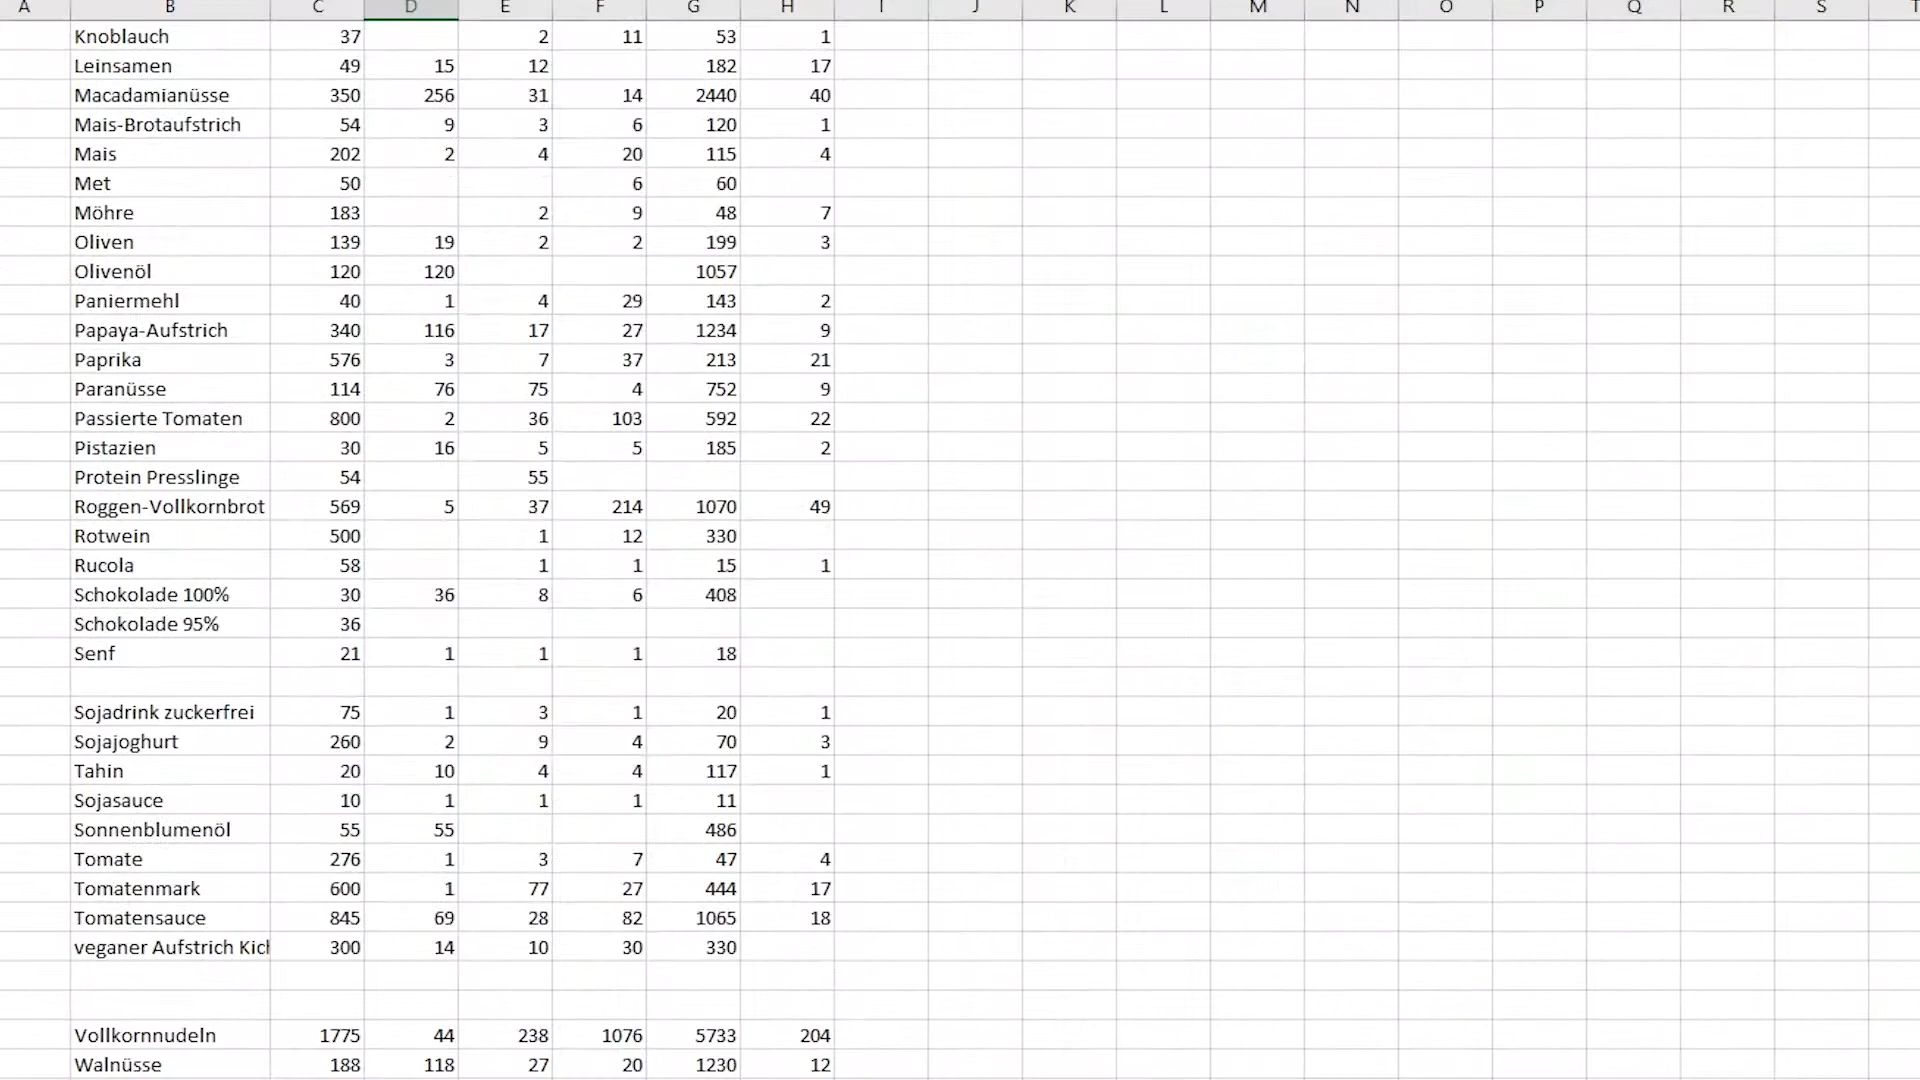 A B C D E F G H I J K L M N O P Q R S T
Knoblauch 37 2 11 53 1
Leinsamen 49 15 12 182 17
Macadamianüsse 350 256 31 14 2440 40
Mais-Brotaufstrich 54 9 3 6 120 1
Mais 202 2 4 20 115 4
Met 50 6 60
Möhre 183 2 9 48 7
Oliven 139 19 2 2 199 3
Olivenöl 120 120 1057
Paniermehl 40 1 4 29 143 2
Papaya-Aufstrich 340 116 17 27 1234 9
Paprika 576 3 7 37 213 21
Paranüsse 114 76 75 4 752 9
Passierte Tomaten 800 2 36 103 592 22
Pistazien 30 16 5 5 185 2
Protein Presslinge 54 55
Roggen-Vollkornbrot 569 5 37 214 1070 49
Rotwein 500 1 12 330
Rucola 58 1 1 15 1
Schokolade 100% 30 36 8 6 408
Schokolade 95% 36
Senf 21 1 1 1 18
Sojadrink zuckerfrei 75 1 3 1 20 1
Sojajoghurt 260 2 9 4 70 3
Tahin 20 10 4 4 117 1
Sojasauce 10 1 1 1 11
Sonnenblumenöl 55 55 486
Tomate 276 1 3 7 47 4
Tomatenmark 600 1 77 27 444 17
Tomatensauce 845 69 28 82 1065 18
veganer Aufstrich Kich 300 14 10 30 330
Vollkornnudeln 1775 44 238 1076 5733 204
Walnüsse 188 118 27 20 1230 12